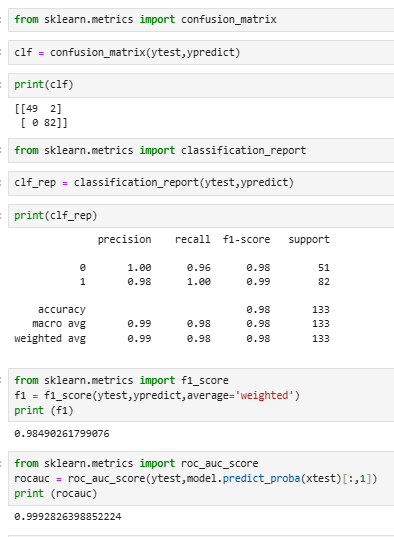 from sklearn.metrics import confusion_matrix
clf = confusion_matrix(ytest,ypredict)
print(clf)
[[49  2]
 [ 0 82]]
from sklearn.metrics import classification_report
clf_rep = classification_report(ytest,ypredict)
print(clf_rep)
              precision    recall  f1-score   support

           0       1.00      0.96      0.98        51
           1       0.98      1.00      0.99        82

    accuracy                           0.98       133
   macro avg       0.99      0.98      0.98       133
weighted avg       0.99      0.98      0.98       133

from sklearn.metrics import f1_score
f1 = f1_score(ytest,ypredict,average='weighted')
print (f1)
0.98490261799076
from sklearn.metrics import roc_auc_score
rocauc = roc_auc_score(ytest,model.predict_proba(xtest)[:,1])
print (rocauc)
0.9992826398852224